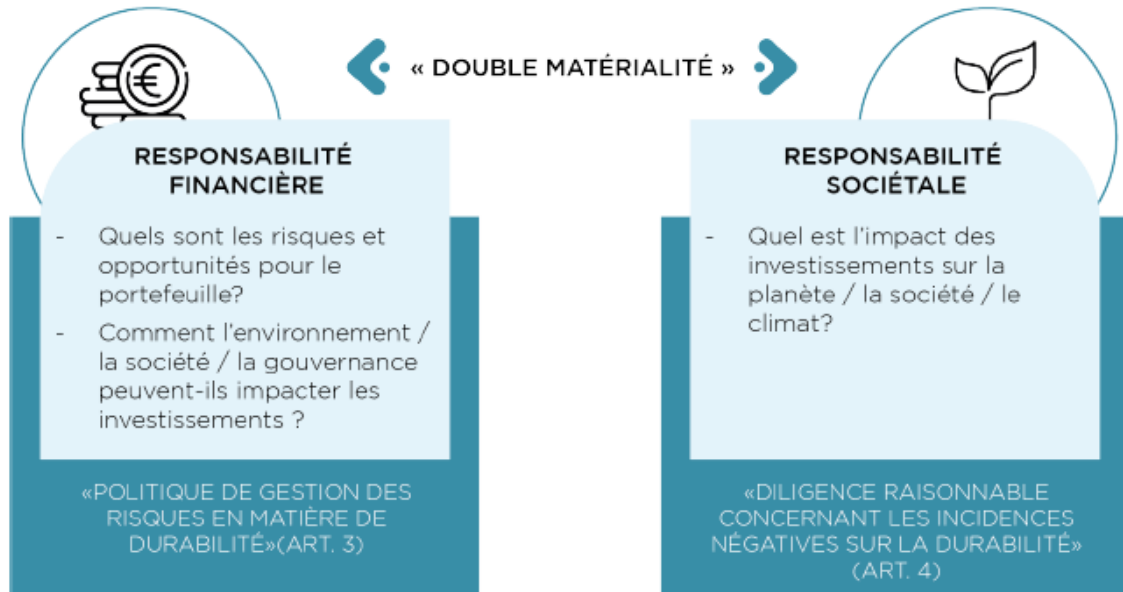 « DOUBLE MATÉRIALITÉ »
RESPONSABILITÉ
FINANCIÈRE
- Quels sont les risques et
opportunités pour le
portefeuille?
- Comment l'environnement /
la société / la gouvernance
peuvent-ils impacter les
investissements ?
«POLITIQUE DE GESTION DES
RISQUES EN MATIÈRE DE
DURABILITÉ»(ART. 3)
RESPONSABILITÉ
SOCIÉTALE
- Quel est l'impact des
investissements sur la
planète / la société / le
climat?
«DILIGENCE RAISONNABLE
CONCERNANT LES INCIDENCES
NÉGATIVES SUR LA DURABILITÉ»
(ART. 4)